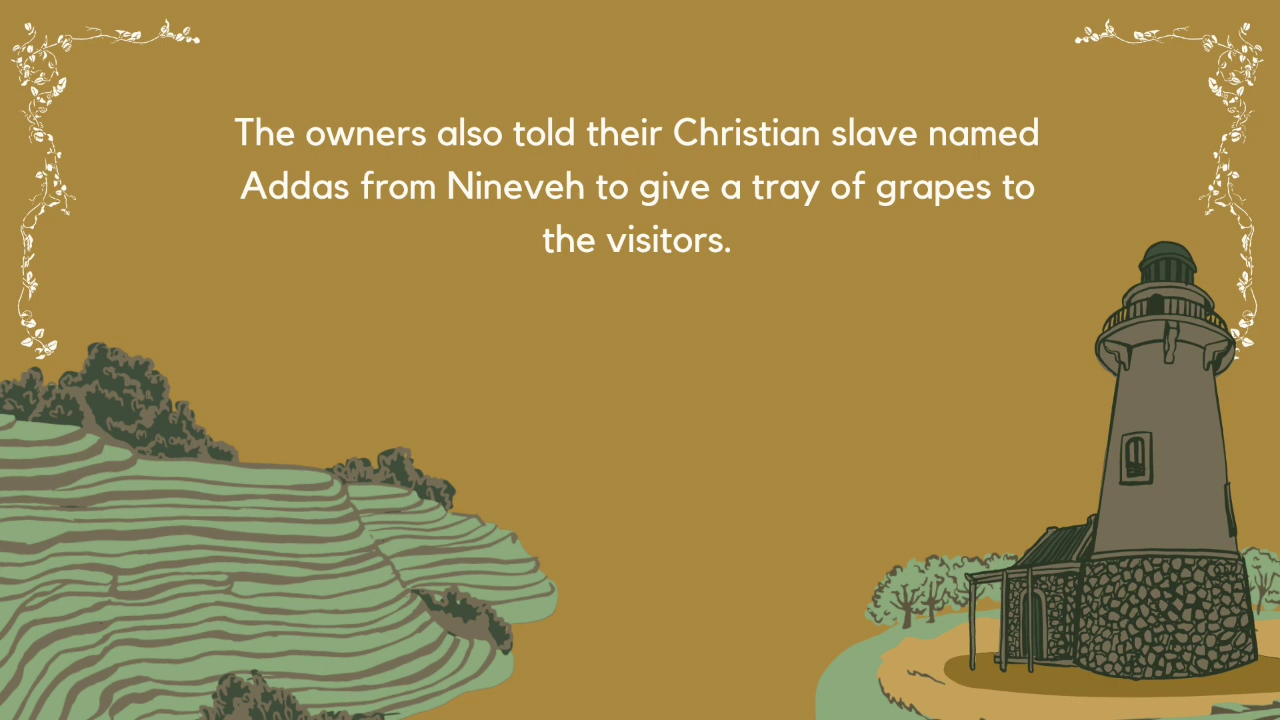 The owners also told their Christian slave named
Addas from Nineveh to give a tray of grapes to
the visitors.